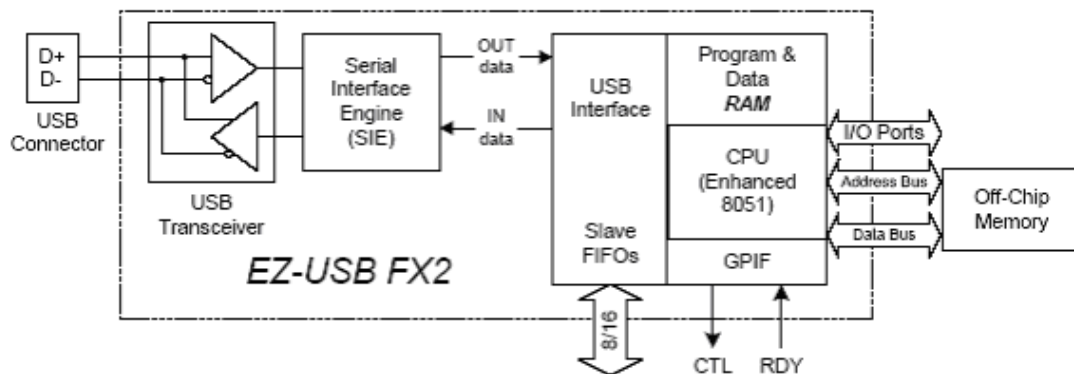 D+
D-
USB
Connector
USB
Transceiver
Serial
Interface
Engine
(SIE)
OUT
data
IN
data
USB
Interface
Slave
FIFOs
Program &
Data
RAM
CPU
(Enhanced
8051)
GPIF
I/O Ports
Address Bus
Data Bus
Off-Chip
Memory
EZ-USB FX2
8/16
CTL
RDY